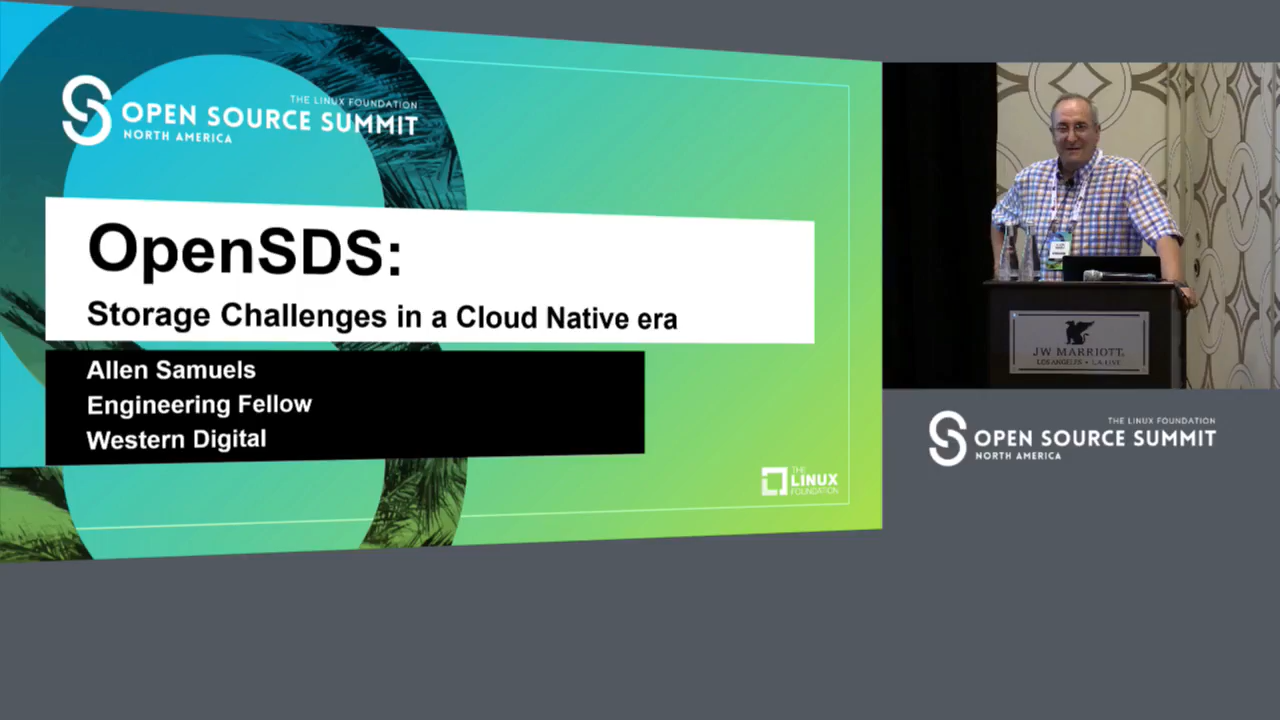 THE LINUX FOUNDATION
OPEN SOURCE SUMMIT
NORTH AMERICA
OpenSDS:
Storage Challenges in a Cloud Native era
Allen Samuels
Engineering Fellow
Western Digital
THE
LINUX
FOUNDATION
JW MARRIOTT
LOS ANGELES • L.A. LIVE
THE LINUX FOUNDATION
OPEN SOURCE SUMMIT
NORTH AMERICA